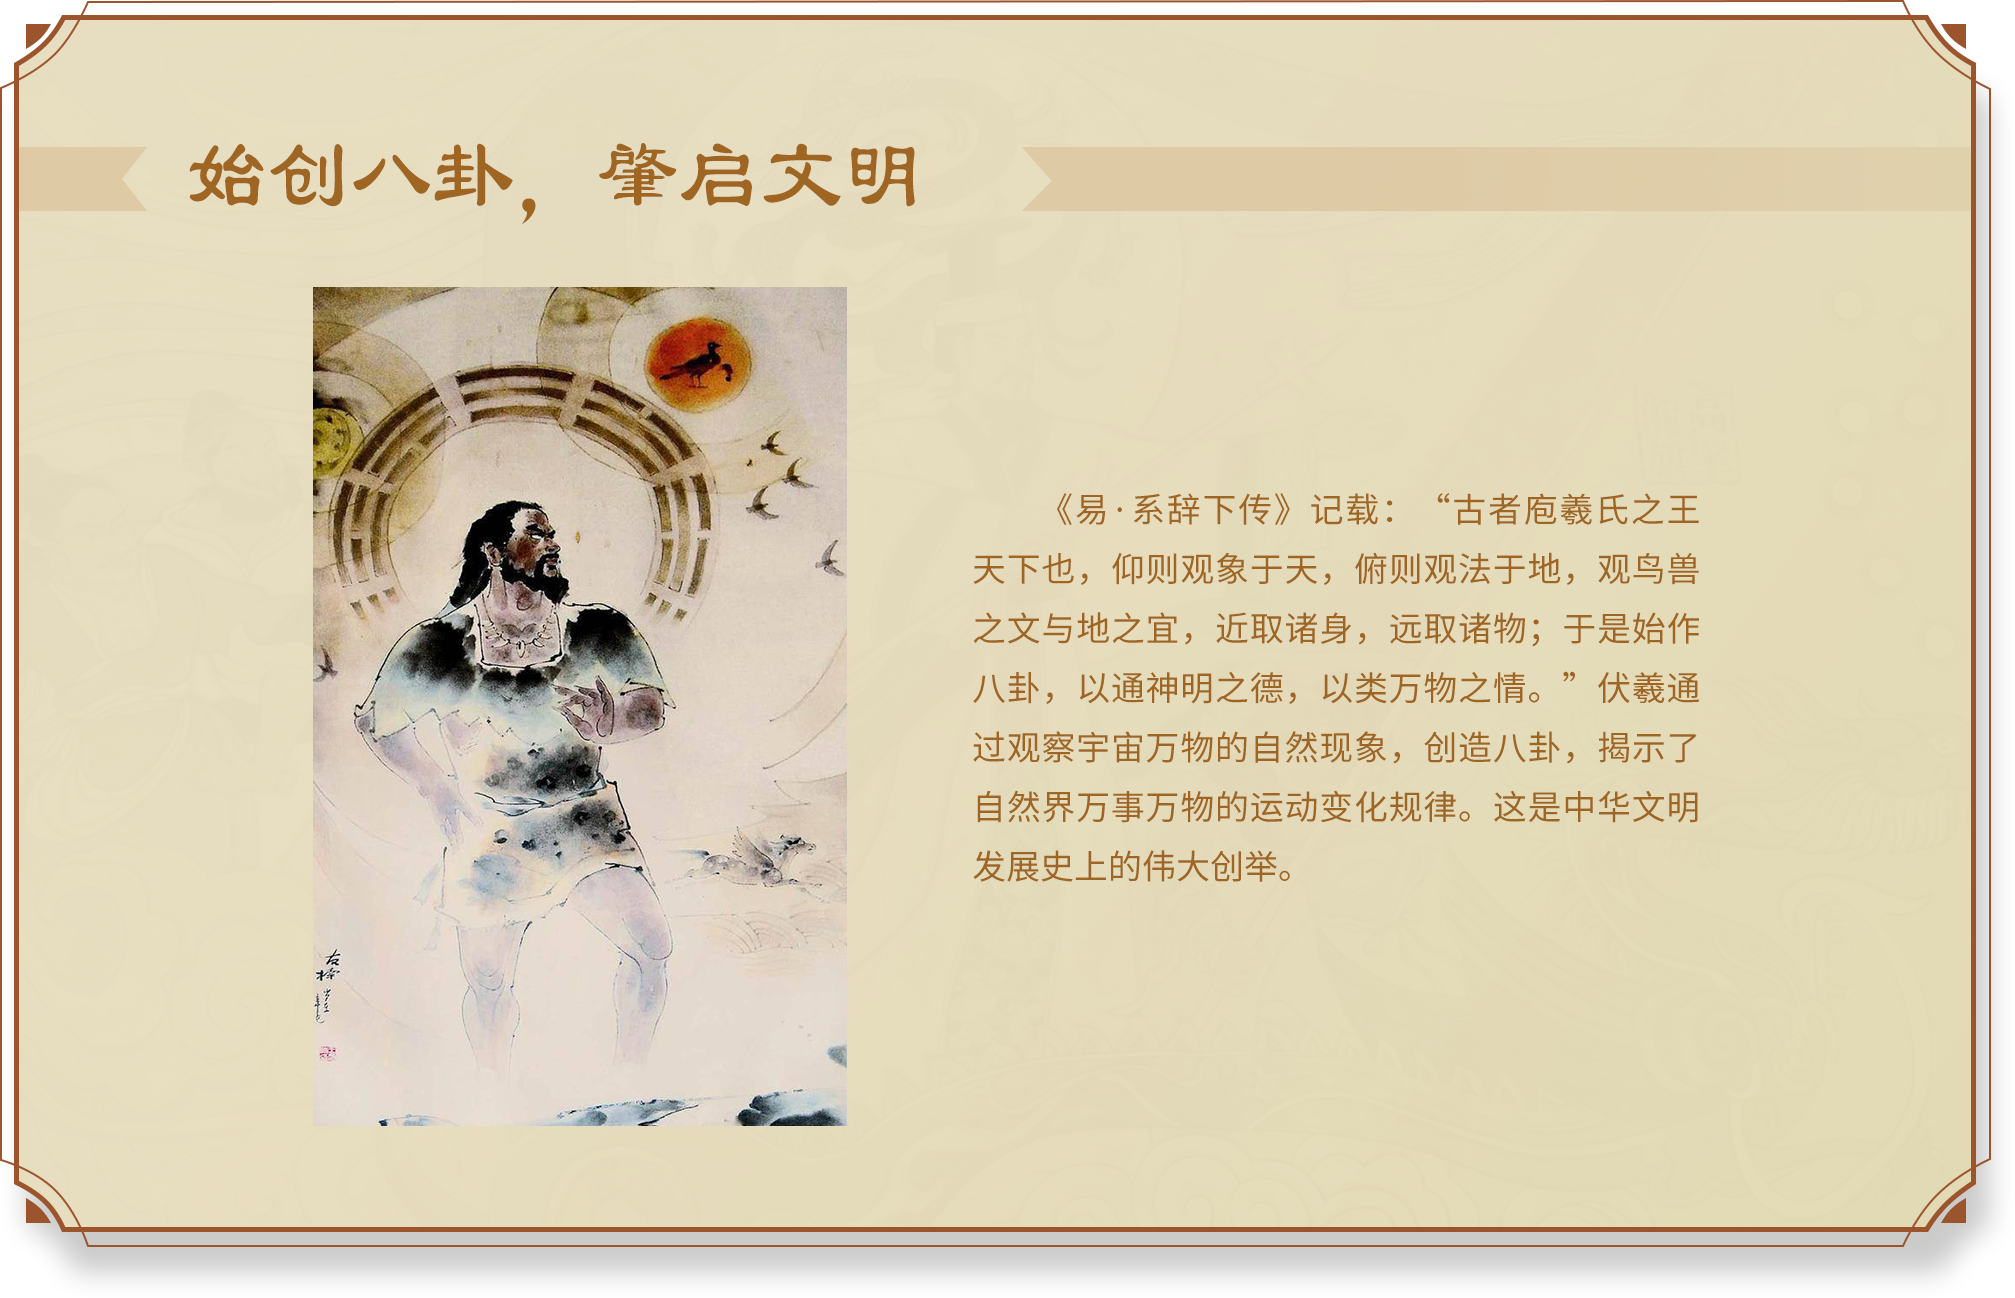 始创八卦，肇启文明
《易·系辞下传》记载：“古者庖羲氏之王
天下也，仰则观象于天，俯则观法于地，观鸟兽
之文与地之宜，近取诸身，远取诸物；于是始作
八卦，以通神明之德，以类万物之情。”伏羲通
过观察宇宙万物的自然现象，创造八卦，揭示了
自然界万事万物的运动变化规律。这是中华文明
发展史上的伟大创举。